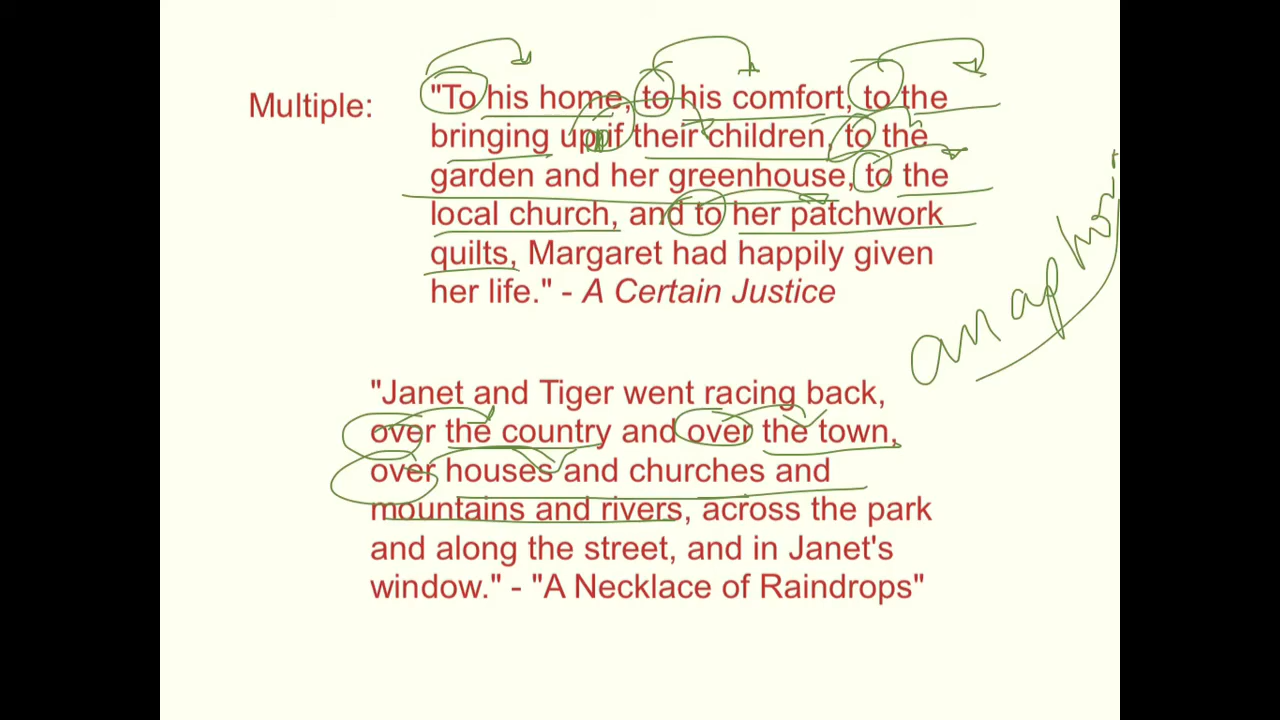 Multiple:
"To his home, to his comfort, to the
bringing upif their children, to the
garden and her greenhouse, to the
local church, and to her patchwork
quilts, Margaret had happily given
her life." - A Certain Justice
anaphor
"Janet and Tiger went racing back,
over the country and over the town,
over houses and churches and
mountains and rivers, across the park
and along the street, and in Janet's
window." - "A Necklace of Raindrops"